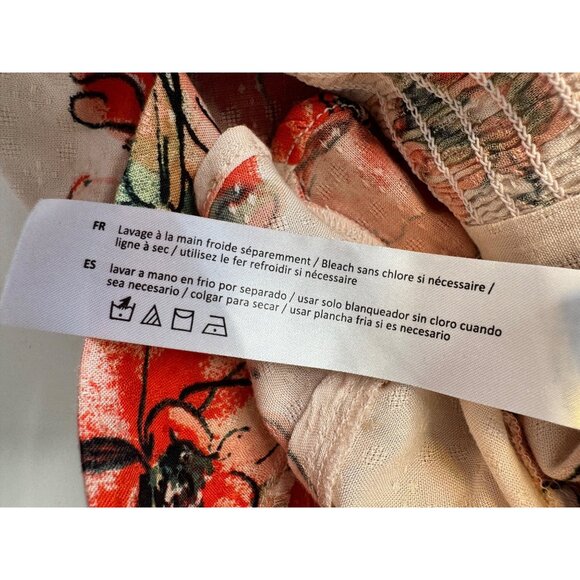 FR Lavage à la main froide séparemment / Bleach sans chlore si nécessaire /
ligne à sec / utilisez le fer refroidir si nécessaire
ES lavar a mano en frio por separado / usar solo blanqueador sin cloro cuando
sea necesario / colgar para secar / usar plancha fria si es necesario